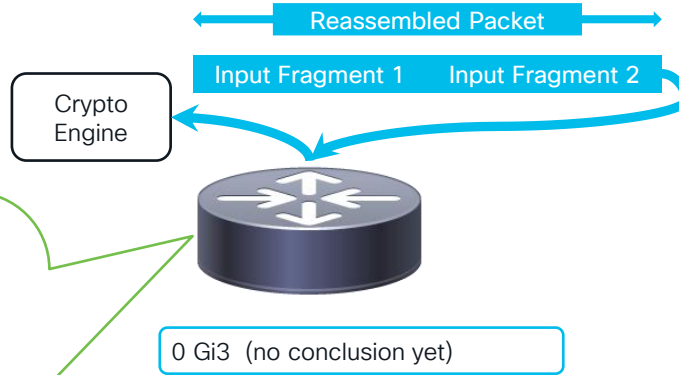 Reassembled Packet
Input Fragment 1 Input Fragment 2
Crypto
Engine
0 Gi3 (no conclusion yet)